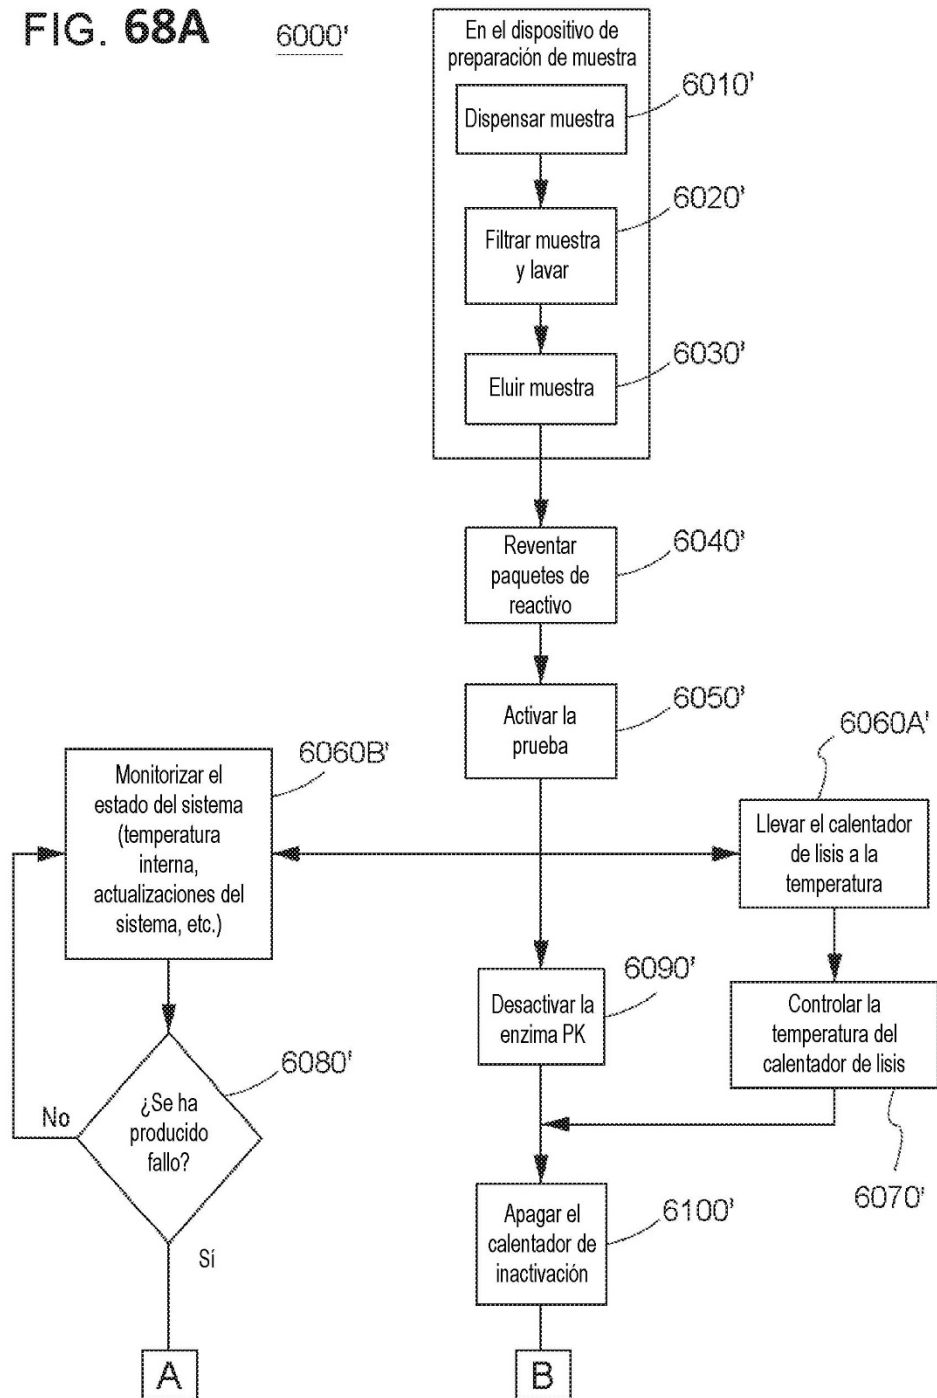 FIG. 68A
6000'
En el dispositivo de
preparación de muestra
6010'
Dispensar muestra
6020'
Filtrar muestra
y lavar
6030'
Eluir muestra
6040'
Reventar
paquetes de
reactivo
6050'
Activar la
prueba
6060B'
Monitorizar el
estado del sistema
(temperatura
interna,
actualizaciones del
sistema, etc.)
6060A'
Llevar el calentador
de lisis a la
temperatura
6090'
Desactivar la
enzima PK
Controlar la
temperatura del
calentador de lisis
6070'
6080'
¿Se ha
producido
fallo?
No
Sí
6100'
Apagar el
calentador de
inactivación
A
B